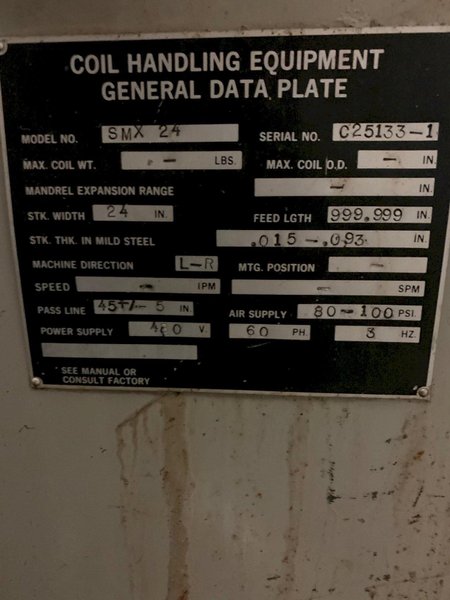 COIL HANDLING EQUIPMENT
GENERAL DATA PLATE
MODEL NO. SMX 24 SERIAL NO. C25133-1
MAX. COIL WT. - LBS. MAX. COIL O.D. - IN.
MANDREL EXPANSION RANGE - IN.
STK. WIDTH 24 IN. FEED LGTH 999.999 IN.
STK. THK. IN MILD STEEL .015 - .093 IN.
MACHINE DIRECTION L-R MTG. POSITION -
SPEED - IPM - SPM
PASS LINE 45+/- 5 IN. AIR SUPPLY 80-100 PSI.
POWER SUPPLY 480 V. 60 PH. 3 HZ.
SEE MANUAL OR
CONSULT FACTORY